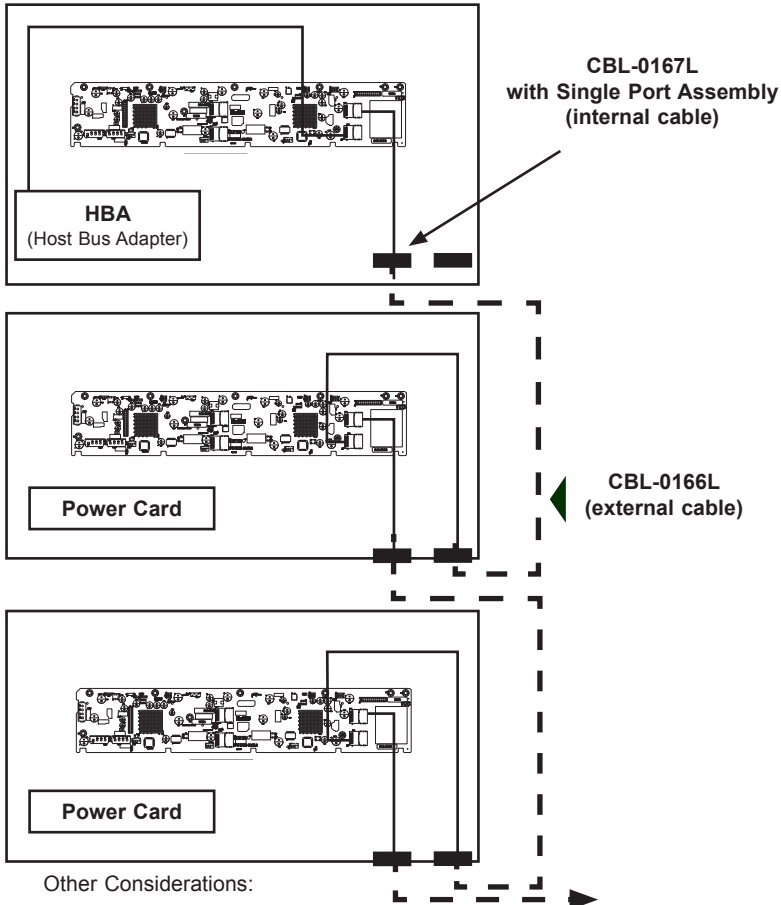 CBL-0167L
with Single Port Assembly
(internal cable)
HBA
(Host Bus Adapter)
CBL-0166L
(external cable)
Power Card
Power Card
Other Considerations: